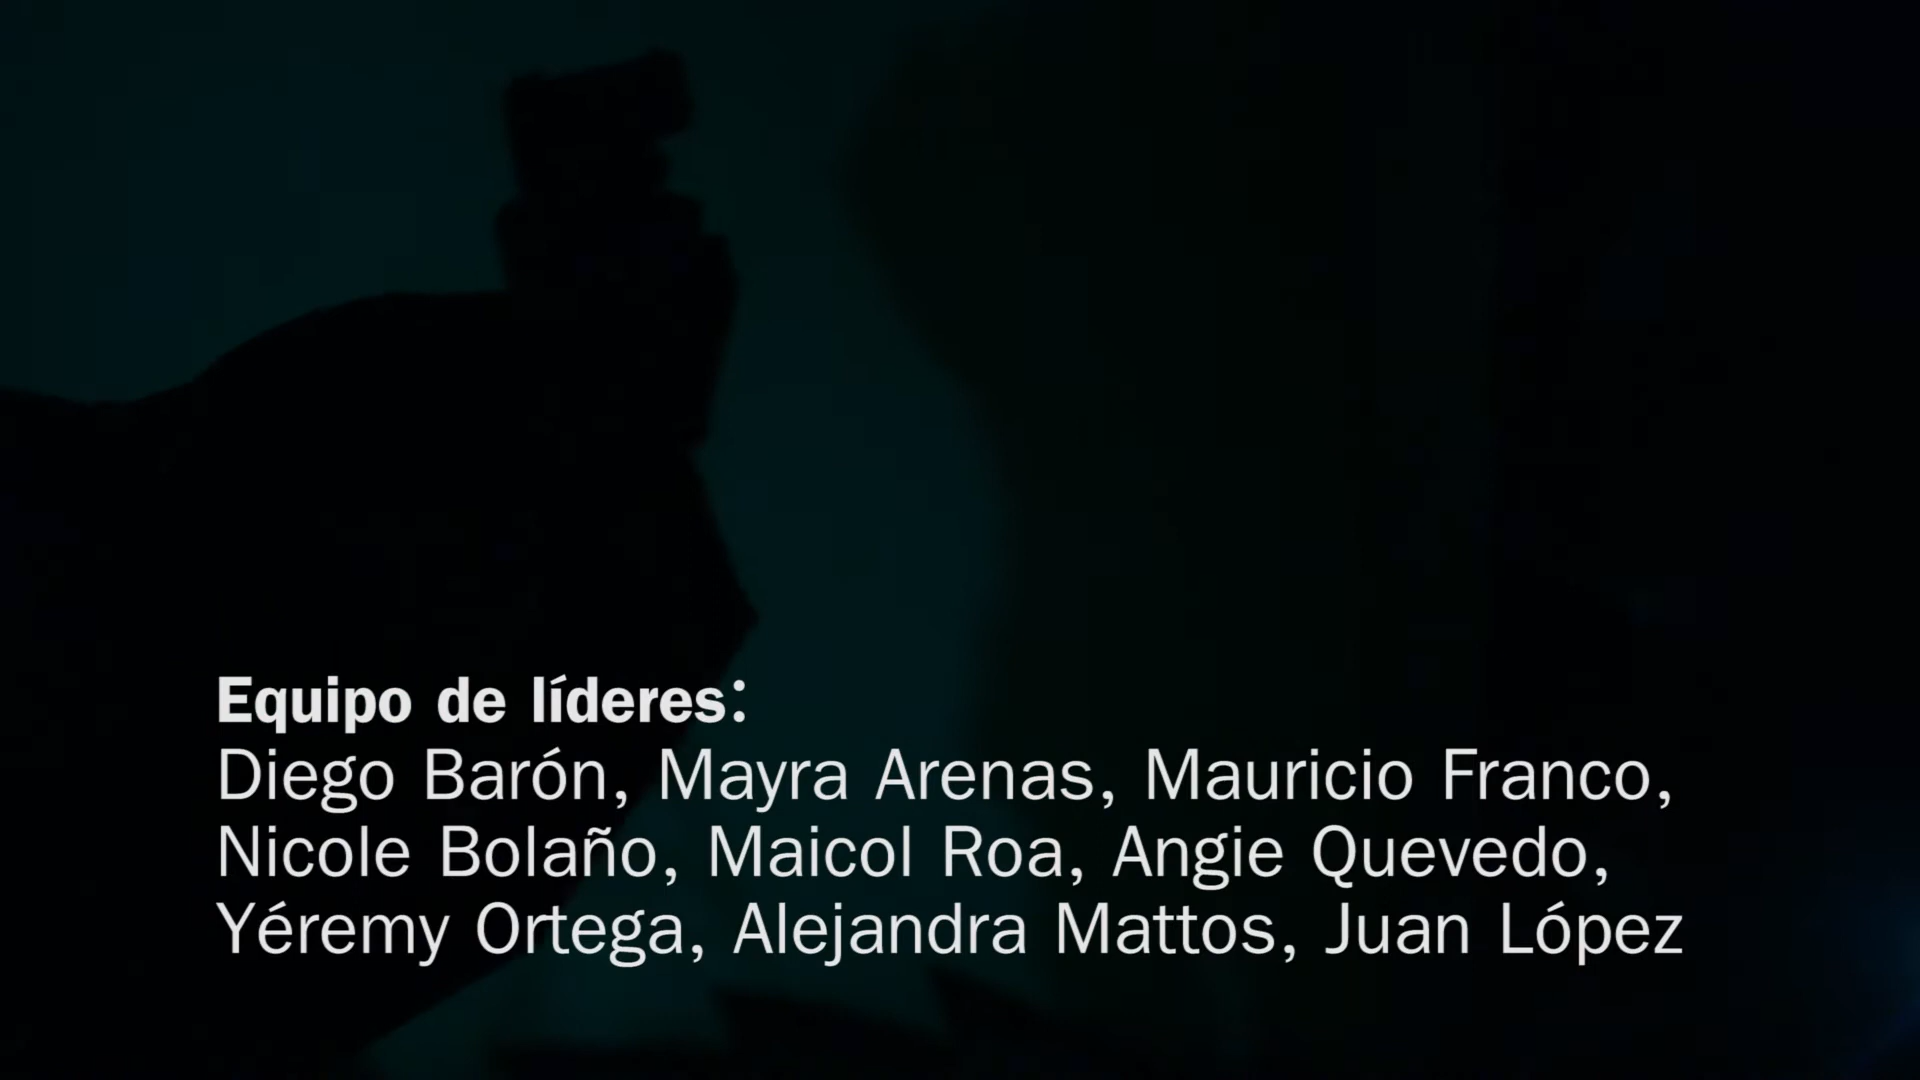 Equipo de líderes:
Diego Barón, Mayra Arenas, Mauricio Franco,
Nicole Bolaño, Maicol Roa, Angie Quevedo,
Yéremy Ortega, Alejandra Mattos, Juan López